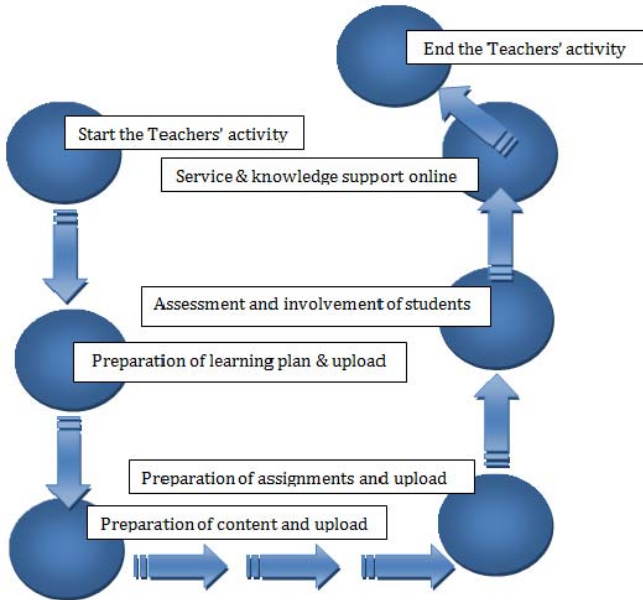 End the Teachers' activity
Start the Teachers' activity
Service & knowledge support online
Assessment and involvement of students
Preparation of learning plan & upload
Preparation of assignments and upload
Preparation of content and upload